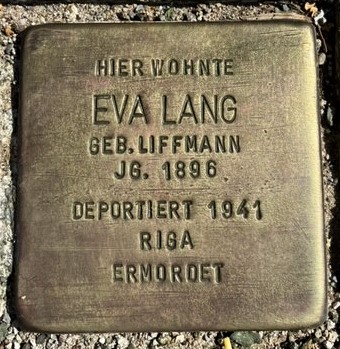 HIER WOHNTE
EVA LANG
GEB. LIFFMANN
JG. 1896
DEPORTIERT 1941
RIGA
ERMORDET